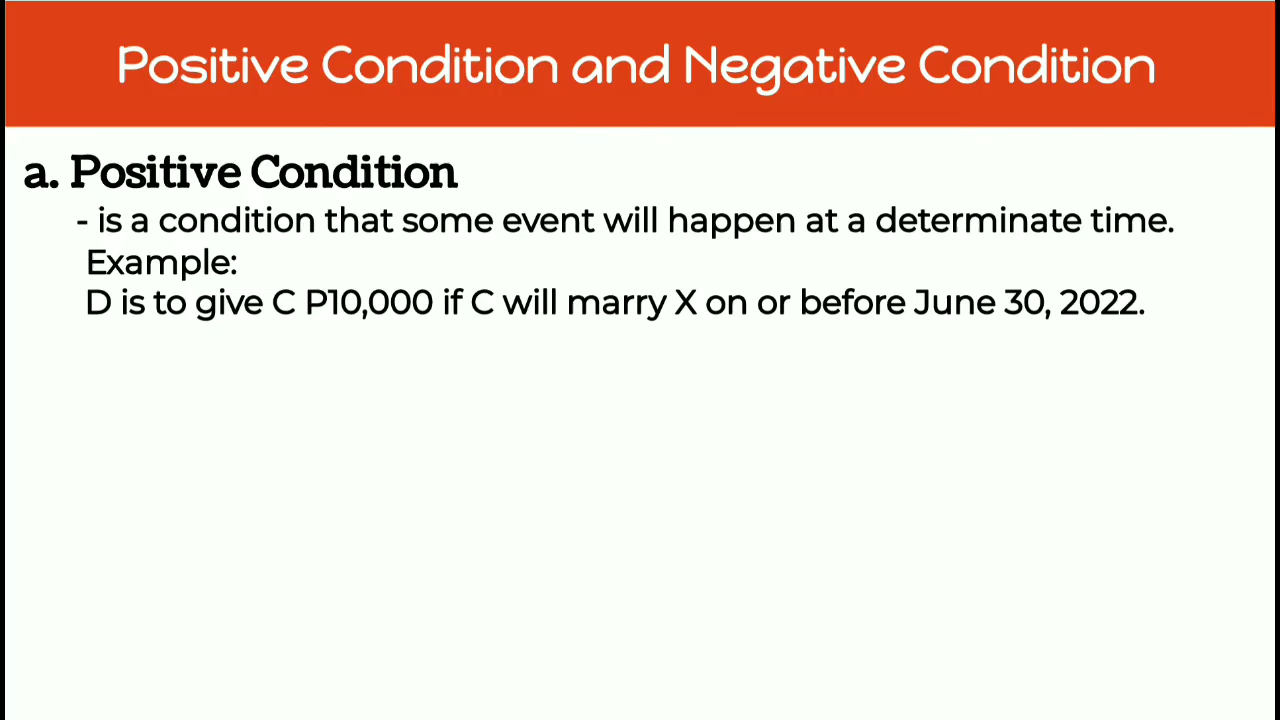 Positive Condition and Negative Condition
a. Positive Condition
- is a condition that some event will happen at a determinate time.
Example:
D is to give C P10,000 if C will marry X on or before June 30, 2022.